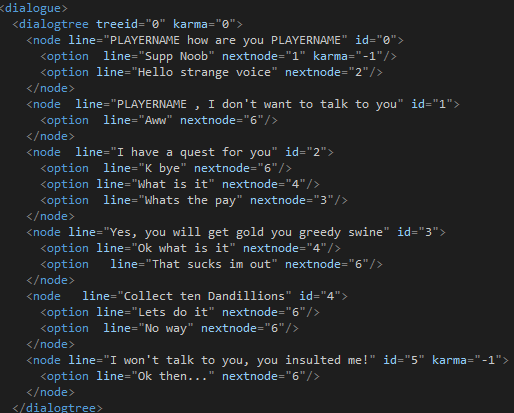 <dialogue>
<dialogtree treeid="0" karma="0">
<node line="PLAYERNAME how are you PLAYERNAME" id="0">
<option line="Supp Noob" nextnode="1" karma="-1"/>
<option line="Hello strange voice" nextnode="2"/>
</node>
<node line="PLAYERNAME , I don't want to talk to you" id="1">
<option line="Aww" nextnode="6"/>
</node>
<node line="I have a quest for you" id="2">
<option line="K bye" nextnode="6"/>
<option line="What is it" nextnode="4"/>
<option line="Whats the pay" nextnode="3"/>
</node>
<node line="Yes, you will get gold you greedy swine" id="3">
<option line="Ok what is it" nextnode="4"/>
<option line="That sucks im out" nextnode="6"/>
</node>
<node line="Collect ten Dandillions" id="4">
<option line="Lets do it" nextnode="6"/>
<option line="No way" nextnode="6"/>
</node>
<node line="I won't talk to you, you insulted me!" id="5" karma="-1">
<option line="Ok then..." nextnode="6"/>
</node>
</dialogtree>